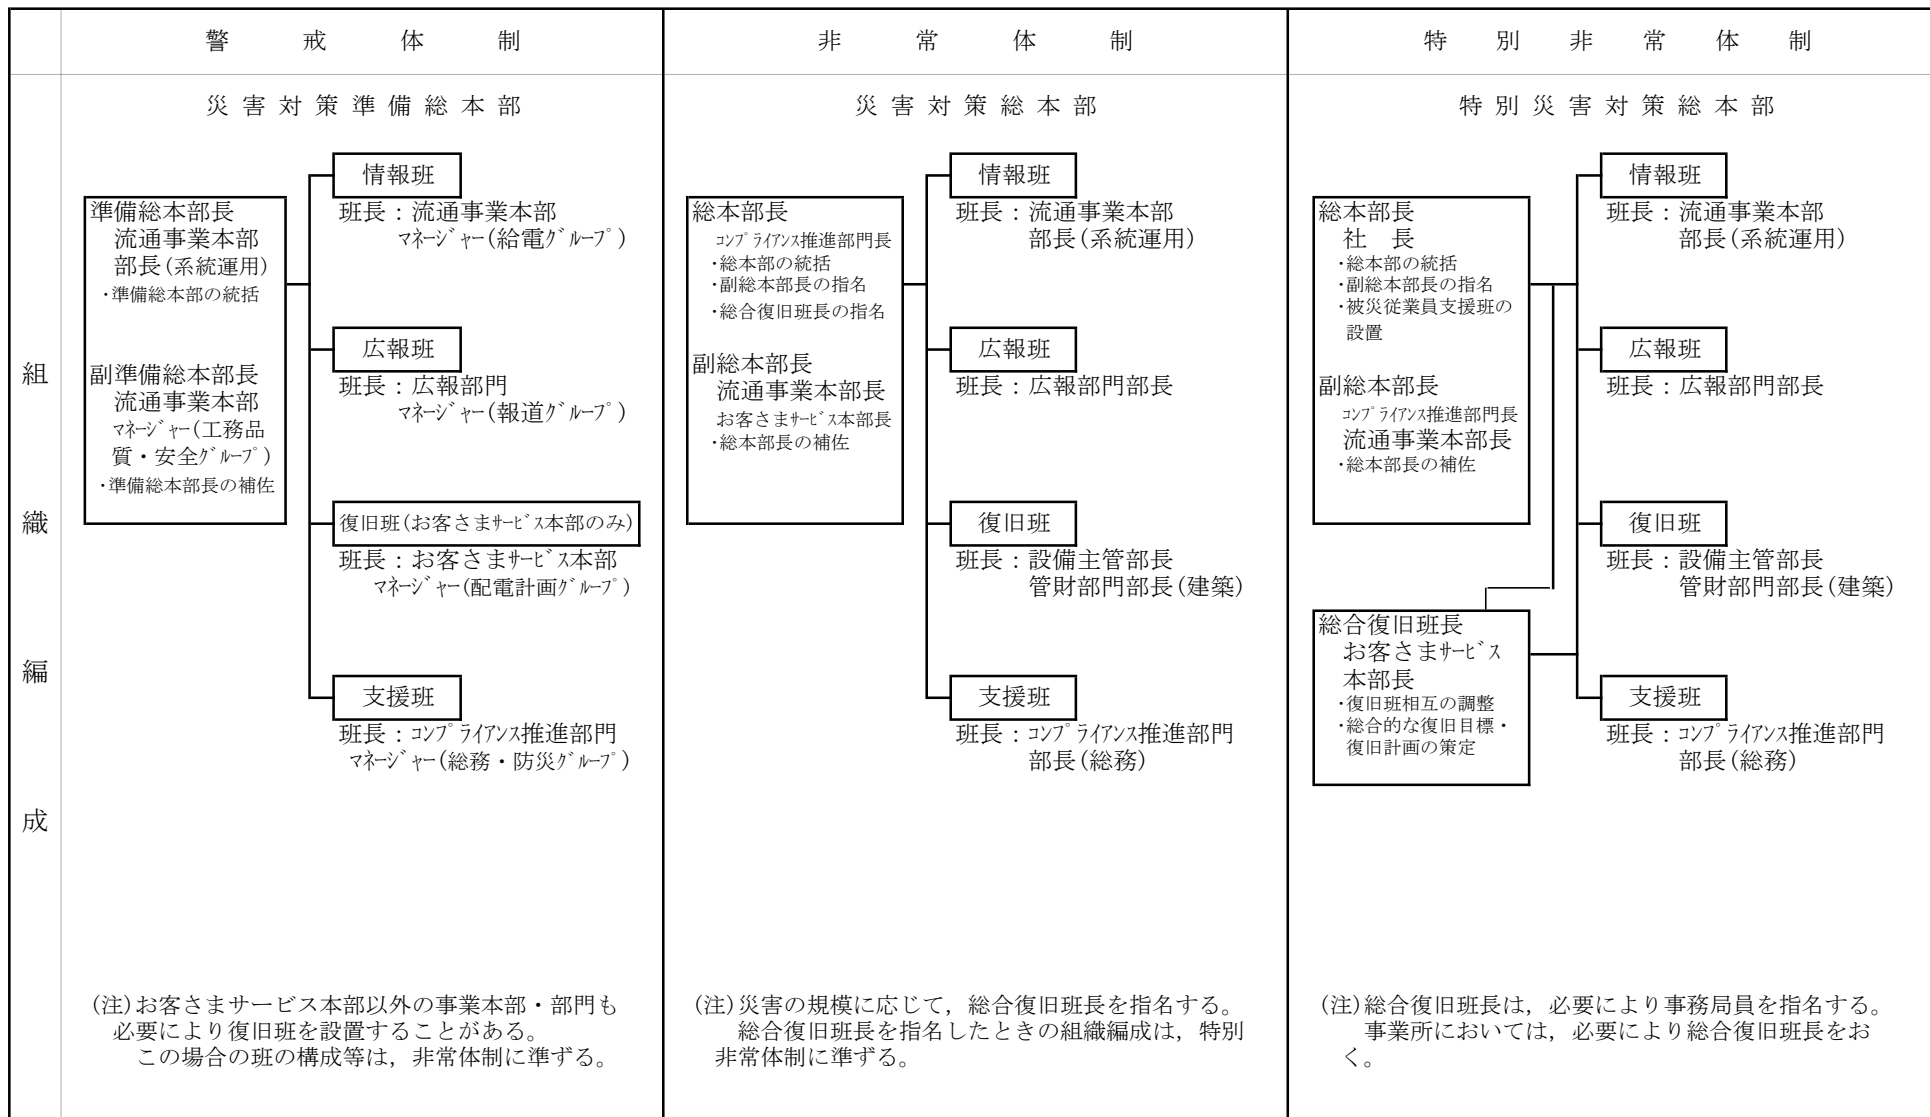 警戒体制
非常体制
特別非常体制
組織編成
災害対策準備総本部
準備総本部長
流通事業本部
部長(系統運用)
・準備総本部の統括
副準備総本部長
流通事業本部
ﾏﾈｰｼﾞｬｰ(工務品
質・安全ｸﾞﾙｰﾌﾟ)
・準備総本部長の補佐
情報班
班長：流通事業本部
ﾏﾈｰｼﾞｬｰ(給電ｸﾞﾙｰﾌﾟ)
広報班
班長：広報部門
ﾏﾈｰｼﾞｬｰ(報道ｸﾞﾙｰﾌﾟ)
復旧班(お客さまｻｰﾋﾞｽ本部のみ)
班長：お客さまｻｰﾋﾞｽ本部
ﾏﾈｰｼﾞｬｰ(配電計画ｸﾞﾙｰﾌﾟ)
支援班
班長：ｺﾝﾌﾟﾗｲｱﾝｽ推進部門
ﾏﾈｰｼﾞｬｰ(総務・防災ｸﾞﾙｰﾌﾟ)
(注)お客さまサービス本部以外の事業本部・部門も
必要により復旧班を設置することがある。
この場合の班の構成等は，非常体制に準ずる。
災害対策総本部
総本部長
ｺﾝﾌﾟﾗｲｱﾝｽ推進部門長
・総本部の統括
・副総本部長の指名
・総合復旧班長の指名
副総本部長
流通事業本部長
お客さまｻｰﾋﾞｽ本部長
・総本部長の補佐
情報班
班長：流通事業本部
部長(系統運用)
広報班
班長：広報部門部長
復旧班
班長：設備主管部長
管財部門部長(建築)
支援班
班長：ｺﾝﾌﾟﾗｲｱﾝｽ推進部門
部長(総務)
(注)災害の規模に応じて，総合復旧班長を指名する。
総合復旧班長を指名したときの組織編成は，特別
非常体制に準ずる。
特別災害対策総本部
総本部長
社　長
・総本部の統括
・副総本部長の指名
・被災従業員支援班の
設置
副総本部長
ｺﾝﾌﾟﾗｲｱﾝｽ推進部門長
流通事業本部長
・総本部長の補佐
総合復旧班長
お客さまｻｰﾋﾞｽ
本部長
・復旧班相互の調整
・総合的な復旧目標・
復旧計画の策定
情報班
班長：流通事業本部
部長(系統運用)
広報班
班長：広報部門部長
復旧班
班長：設備主管部長
管財部門部長(建築)
支援班
班長：ｺﾝﾌﾟﾗｲｱﾝｽ推進部門
部長(総務)
(注)総合復旧班長は，必要により事務局員を指名する。
事業所においては，必要により総合復旧班長をお
く。